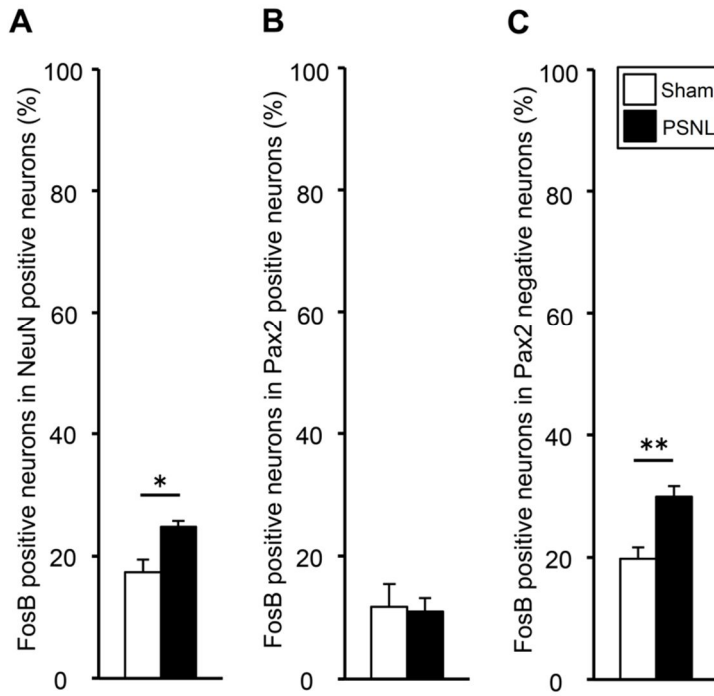 A
B
C
FosB positive neurons in NeuN positive neurons (%)
100
80
60
40
20
0
*
FosB positive neurons in Pax2 positive neurons (%)
100
80
60
40
20
0
FosB positive neurons in Pax2 negative neurons (%)
100
80
60
40
20
0
**
Sham
PSNL